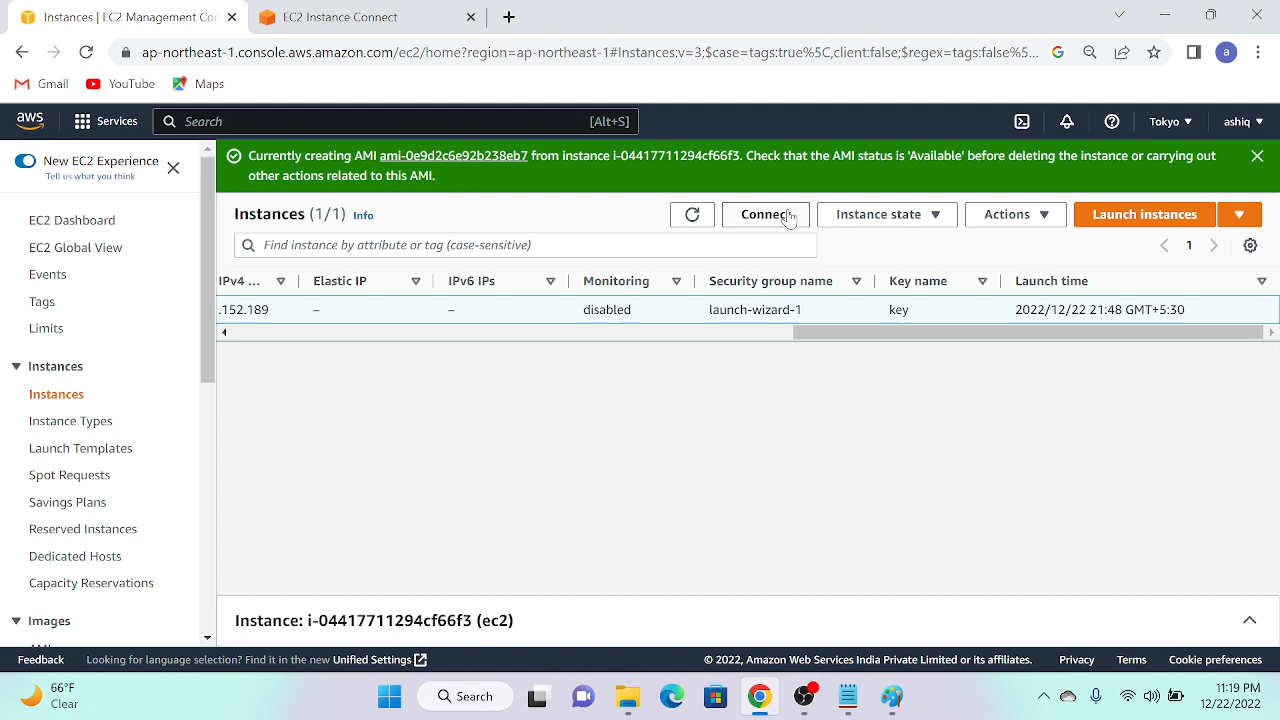 Instances | EC2 Management Cor
EC2 Instance Connect
ap-northeast-1.console.aws.amazon.com/ec2/home?region=ap-northeast-1#Instances:v=3;$case=tags:true%5C,client:false;$regex=tags:false%5...
a
Gmail
YouTube
Maps
aws
Services
Search
[Alt+S]
Tokyo
ashiq
New EC2 Experience
Tell us what you think
Currently creating AMI ami-0e9d2c6e92b238eb7 from instance i-04417711294cf66f3. Check that the AMI status is 'Available' before deleting the instance or carrying out
other actions related to this AMI.
EC2 Dashboard
EC2 Global View
Events
Tags
Limits
Instances
Instances
Instance Types
Launch Templates
Spot Requests
Savings Plans
Reserved Instances
Dedicated Hosts
Capacity Reservations
Images
Instances (1/1) Info
Connect
Instance state
Actions
Launch instances
Find instance by attribute or tag (case-sensitive)
1
IPv4 ...
Elastic IP
IPv6 IPs
Monitoring
Security group name
Key name
Launch time
.152.189
–
–
disabled
launch-wizard-1
key
2022/12/22 21:48 GMT+5:30
Instance: i-04417711294cf66f3 (ec2)
Feedback
Looking for language selection? Find it in the new Unified Settings
© 2022, Amazon Web Services India Private Limited or its affiliates.
Privacy
Terms
Cookie preferences
66°F
Clear
Search
11:19 PM
12/22/2022